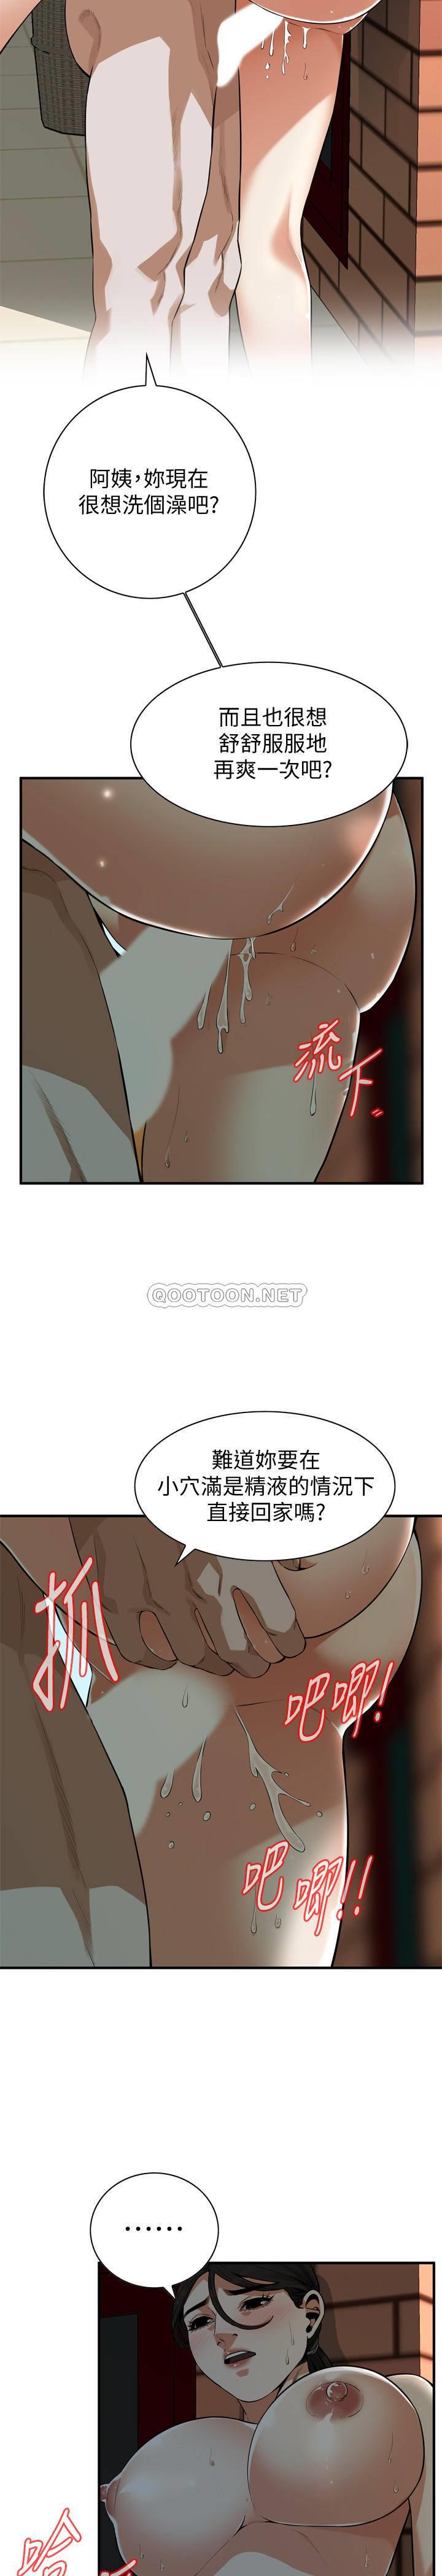 阿姨,妳現在
很想洗個澡吧?
而且也很想
舒舒服服地
再爽一次吧?
流下
QOOTOON.NET
難道妳要在
小穴滿是精液的情況下
直接回家嗎?
抓
吧唧!
吧唧!!
……
哈